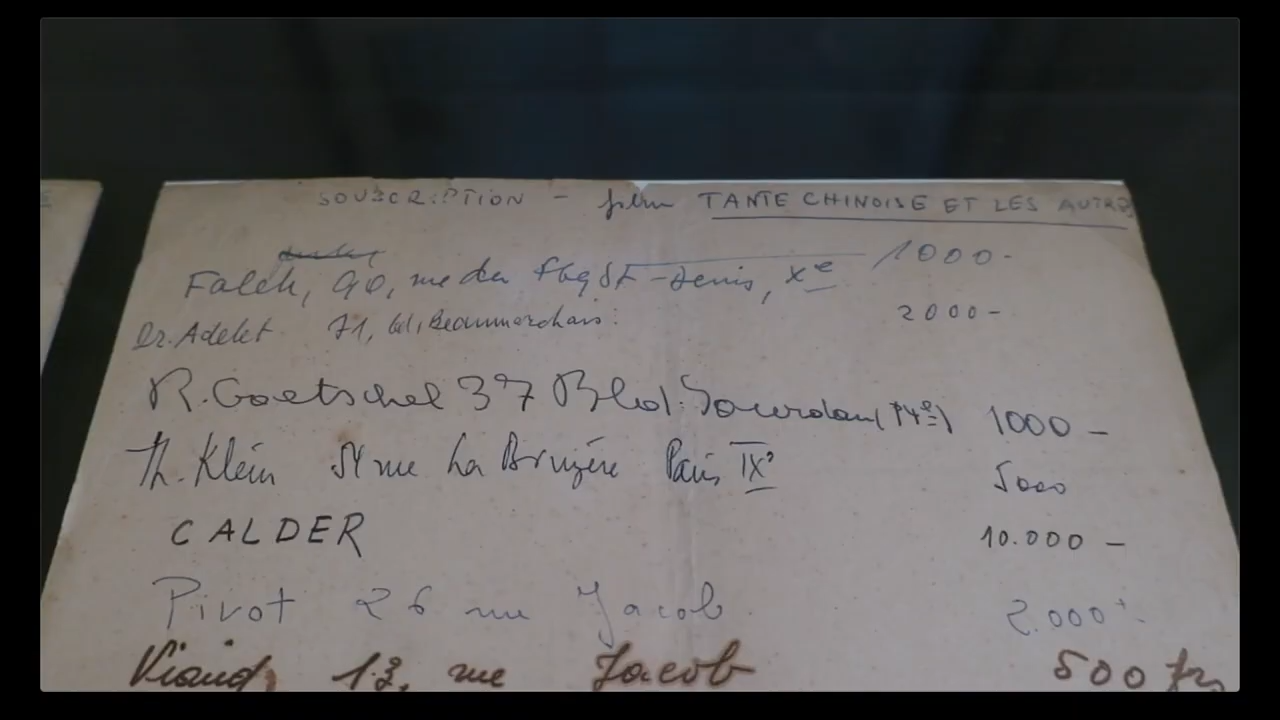 SOUSCRIPTION - film TANTE CHINOISE ET LES AUTRES
Falck, 90, rue du Fbg St-Denis, Xe 1000-
Dr. Adelet 71, bd. Beaumarchais: 2000-
R. Goetschel 37 Blvd. Jourdan (14e) 1000-
Th. Klein 51 rue La Bruyère Paris IXe 5000
CALDER 10.000-
Pivot 26 rue Jacob 2.000
Viaud, 13, rue Jacob 500 frs